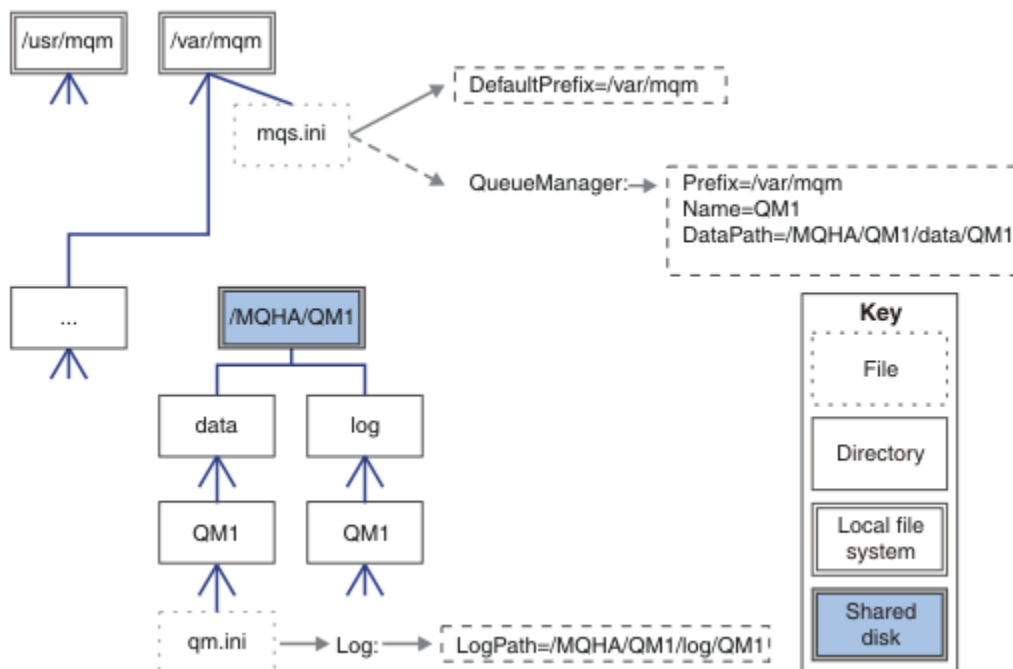 /usr/mqm
/var/mqm
DefaultPrefix=/var/mqm
mqs.ini
QueueManager:
Prefix=/var/mqm
Name=QM1
DataPath=/MQHA/QM1/data/QM1
...
/MQHA/QM1
data
log
QM1
QM1
qm.ini
Log:
LogPath=/MQHA/QM1/log/QM1
Key
File
Directory
Local file
system
Shared
disk